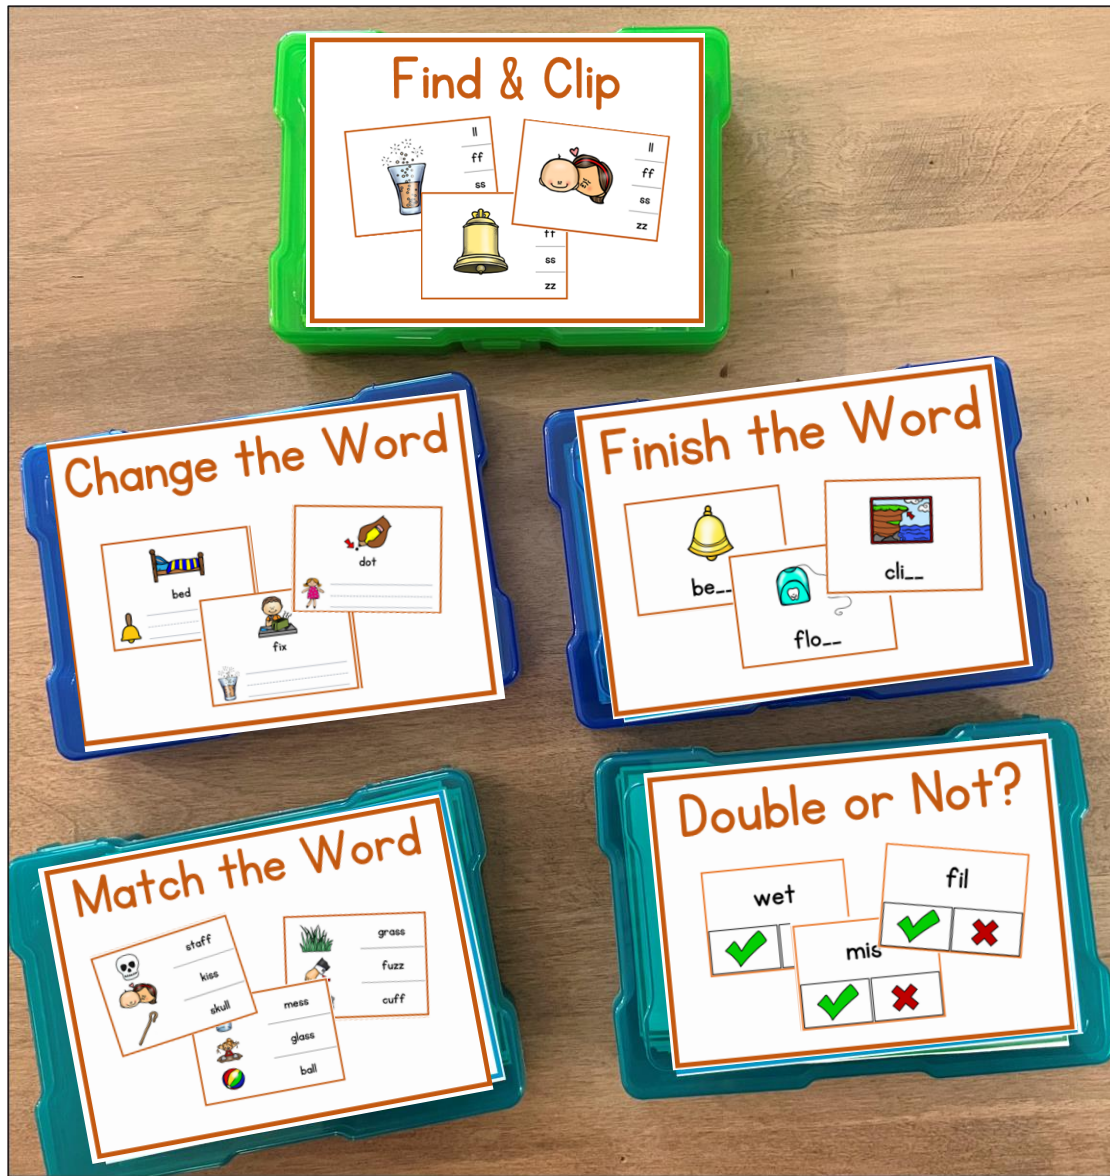 Find & Clip
ll
ff
ss
ll
ff
ss
zz
ff
ss
zz
Change the Word
bed
fix
dot
Finish the Word
be__
flo__
cli__
Match the Word
staff
kiss
skull
grass
fuzz
cuff
mess
glass
ball
Double or Not?
wet
mis
fil